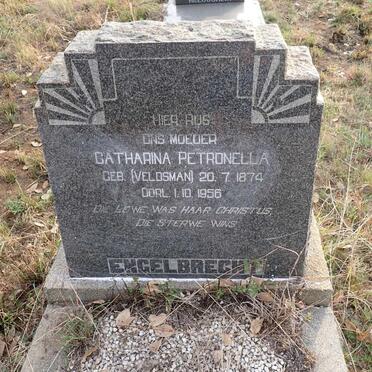 HIER RUS
ONS MOEDER
CATHARINA PETRONELLA
GEB. (VELDSMAN) 20. 7. 1874
OORL. 1. 10. 1956
DIE LEWE WAS HAAR CHRISTUS,
DIE STERWE WINS
ENGELBRECHT